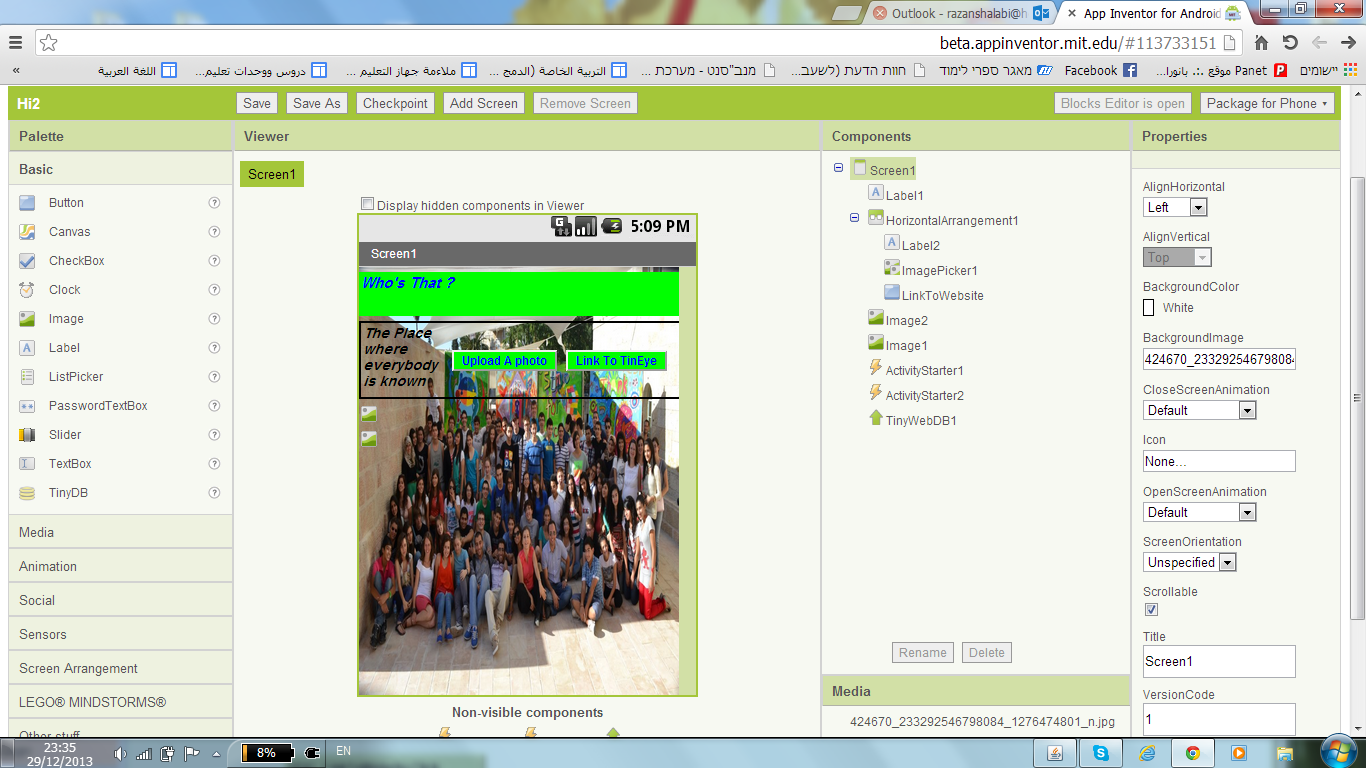 Outlook - razanshalabi@h
App Inventor for Android
beta.appinventor.mit.edu/#113733151
« اللغة العربية دروس ووحدات تعليم... ملاءمة جهاز التعليم ... التربية الخاصة (الدمج ... מנב"סנט - מערכת ... חוות הדעת (לשעב... מאגר ספרי לימוד Facebook Panet موقع .:. بانورا... יישומים
Hi2 Save Save As Checkpoint Add Screen Remove Screen Blocks Editor is open Package for Phone
Palette
Basic
Button ?
Canvas ?
CheckBox ?
Clock ?
Image ?
Label ?
ListPicker ?
PasswordTextBox ?
Slider ?
TextBox ?
TinyDB ?
Media
Animation
Social
Sensors
Screen Arrangement
LEGO® MINDSTORMS®
Other stuff
Viewer
Screen1
Display hidden components in Viewer
5:09 PM
Screen1
Who's That ?
The Place
where
everybody
is known
Upload A photo
Link To TinEye
Non-visible components
Components
Screen1
Label1
HorizontalArrangement1
Label2
ImagePicker1
LinkToWebsite
Image2
Image1
ActivityStarter1
ActivityStarter2
TinyWebDB1
Rename Delete
Media
424670_233292546798084_1276474801_n.jpg
Properties
AlignHorizontal
Left
AlignVertical
Top
BackgroundColor
White
BackgroundImage
424670_233292546798084
CloseScreenAnimation
Default
Icon
None...
OpenScreenAnimation
Default
ScreenOrientation
Unspecified
Scrollable
Title
Screen1
VersionCode
1
23:35
29/12/2013
8%
EN